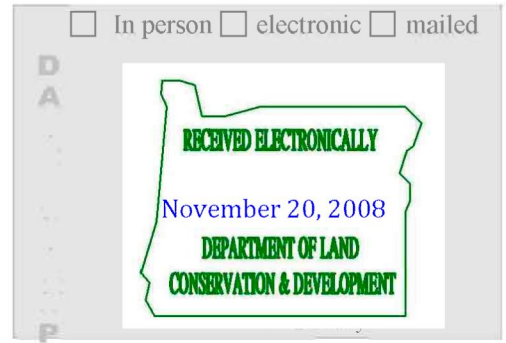 In person electronic mailed
D
A
RECEIVED ELECTRONICALLY
November 20, 2008
DEPARTMENT OF LAND
CONSERVATION & DEVELOPMENT
P